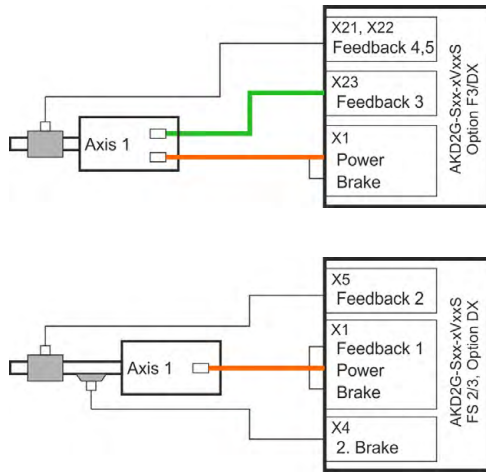 X21, X22
Feedback 4,5
X23
Feedback 3
X1
Power
Brake
Axis 1
AKD2G-Sxx-xVxxS
Option F3/DX
X5
Feedback 2
X1
Feedback 1
Power
Brake
Axis 1
X4
2. Brake
AKD2G-Sxx-xVxxS
FS 2/3, Option DX